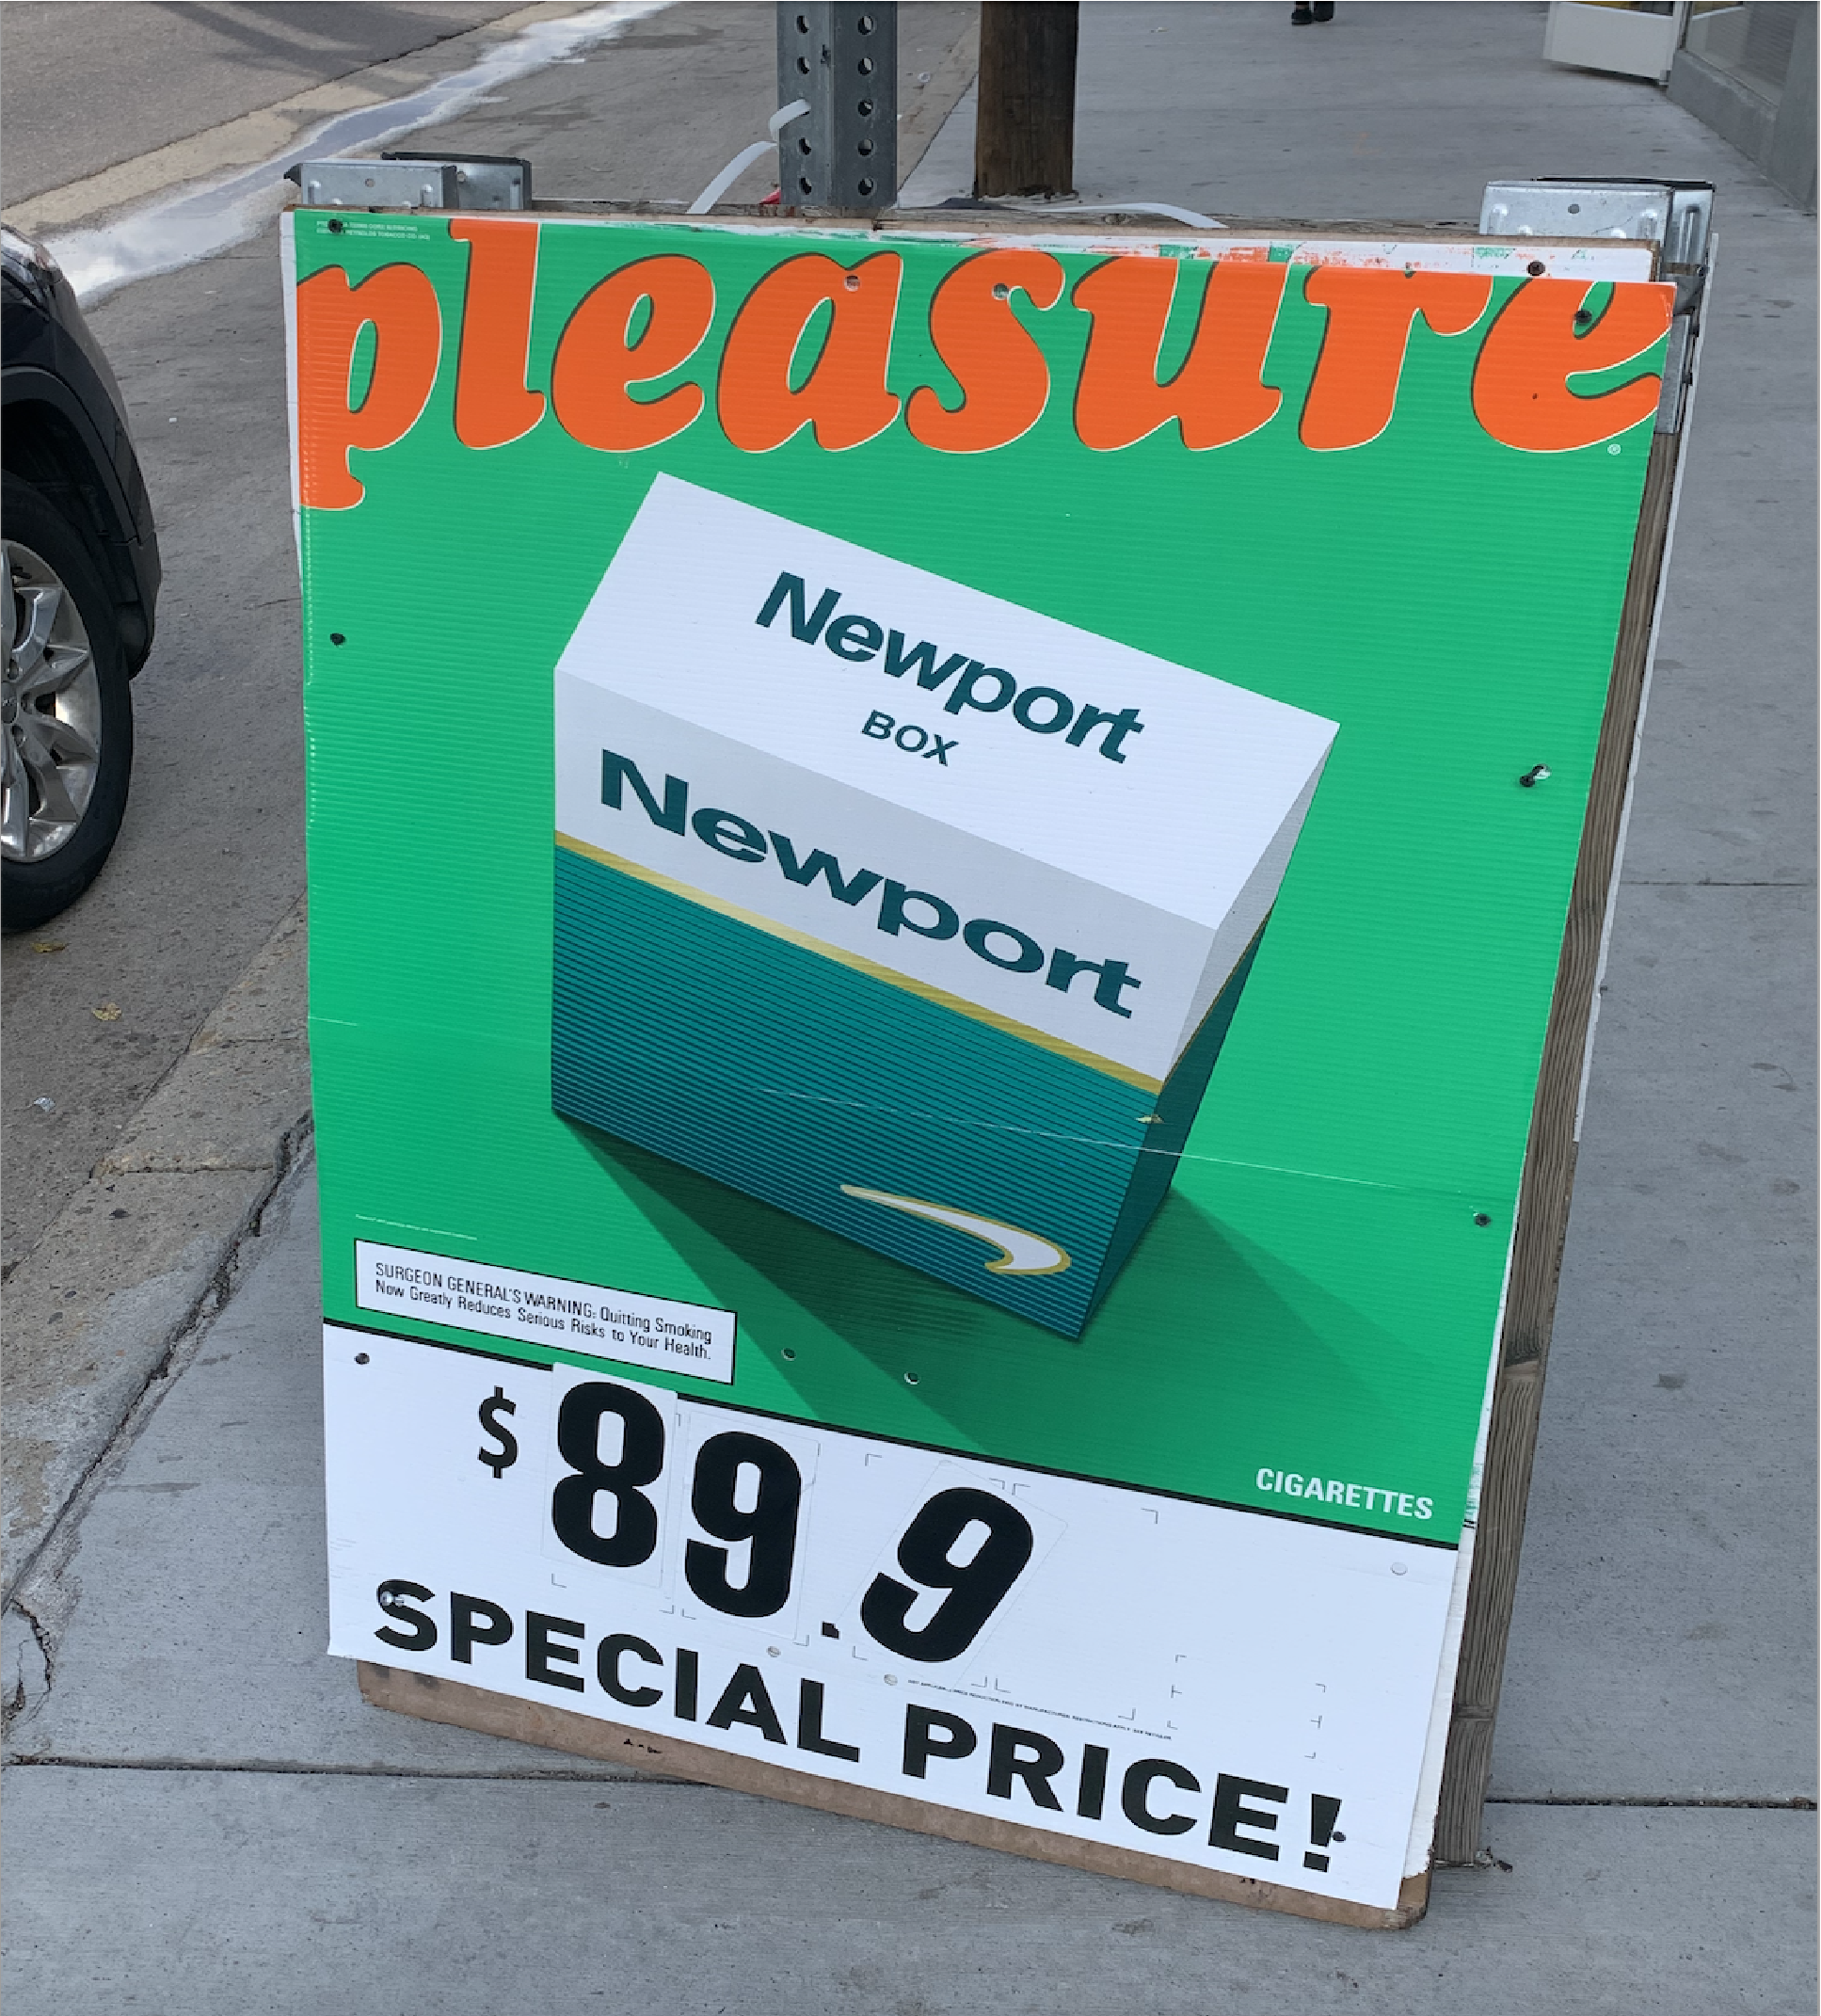 pleasure
®
Newport
BOX
Newport
SURGEON GENERAL'S WARNING: Quitting Smoking
Now Greatly Reduces Serious Risks to Your Health.
CIGARETTES
$ 89.9
SPECIAL PRICE!